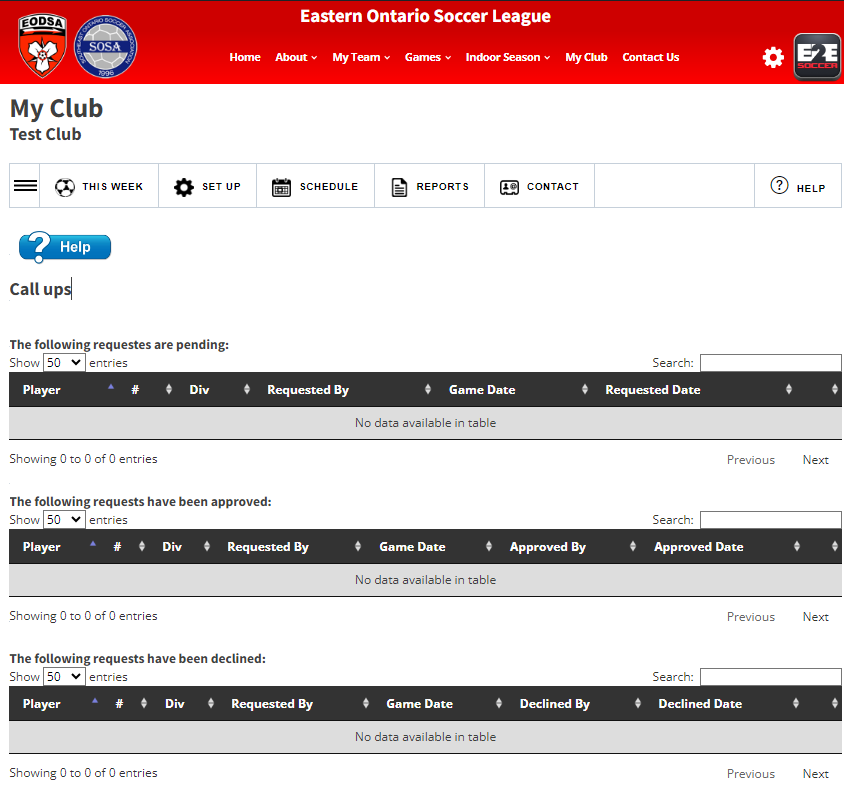 Eastern Ontario Soccer League
EODSA
SOUTHEAST ONTARIO SOCCER ASSOCIATION
SOSA
1996
Home About My Team Games Indoor Season My Club Contact Us
E2E
SOCCER
My Club
Test Club
THIS WEEK SET UP SCHEDULE REPORTS CONTACT ? HELP
? Help
Call ups
The following requestes are pending:
Show 50 entries Search:
Player # Div Requested By Game Date Requested Date
No data available in table
Showing 0 to 0 of 0 entries Previous Next
The following requests have been approved:
Show 50 entries Search:
Player # Div Requested By Game Date Approved By Approved Date
No data available in table
Showing 0 to 0 of 0 entries Previous Next
The following requests have been declined:
Show 50 entries Search:
Player # Div Requested By Game Date Declined By Declined Date
No data available in table
Showing 0 to 0 of 0 entries Previous Next